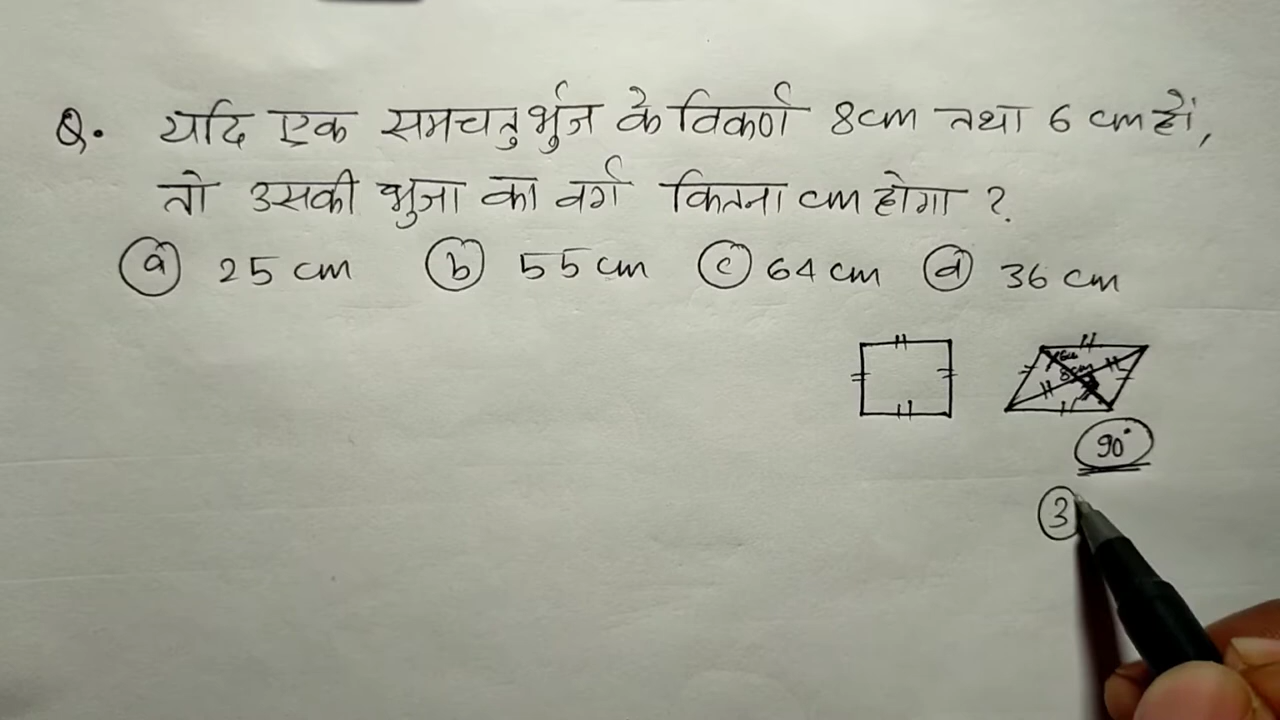 Q. यदि एक समचतुर्भुज के विकर्ण 8cm तथा 6 cm हों,
तो उसकी भुजा का वर्ग कितना cm होगा ?
a 25 cm b 55 cm c 64 cm d 36 cm
8cm
90°
3